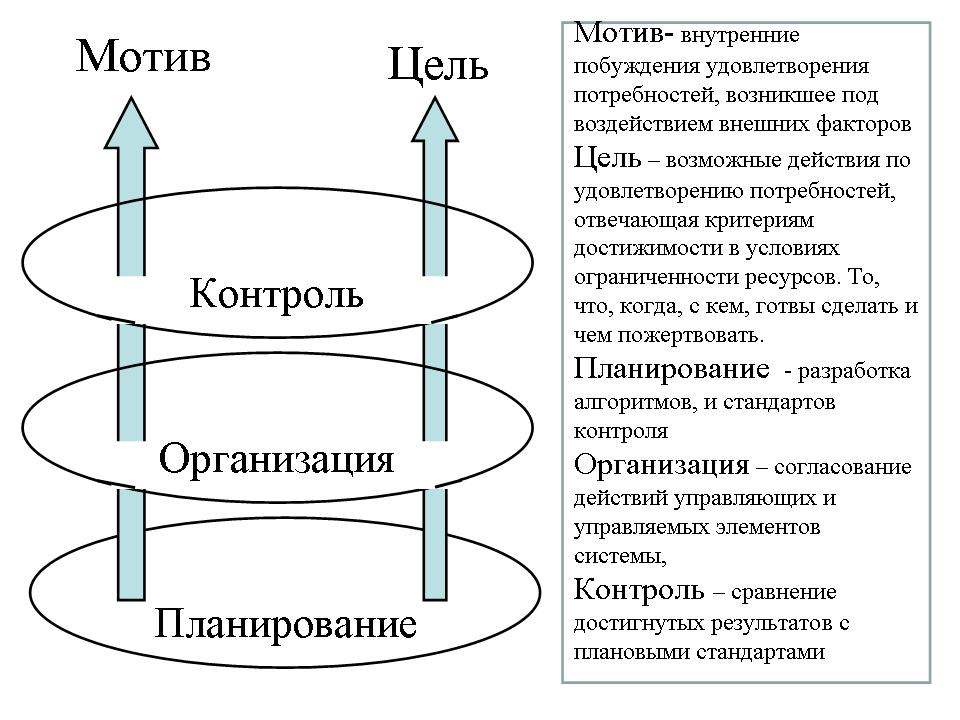 Мотив
Цель
Контроль
Организация
Планирование
Мотив- внутренние
побуждения удовлетворения
потребностей, возникшее под
воздействием внешних факторов
Цель – возможные действия по
удовлетворению потребностей,
отвечающая критериям
достижимости в условиях
ограниченности ресурсов. То,
что, когда, с кем, готвы сделать и
чем пожертвовать.
Планирование - разработка
алгоритмов, и стандартов
контроля
Организация – согласование
действий управляющих и
управляемых элементов
системы,
Контроль – сравнение
достигнутых результатов с
плановыми стандартами